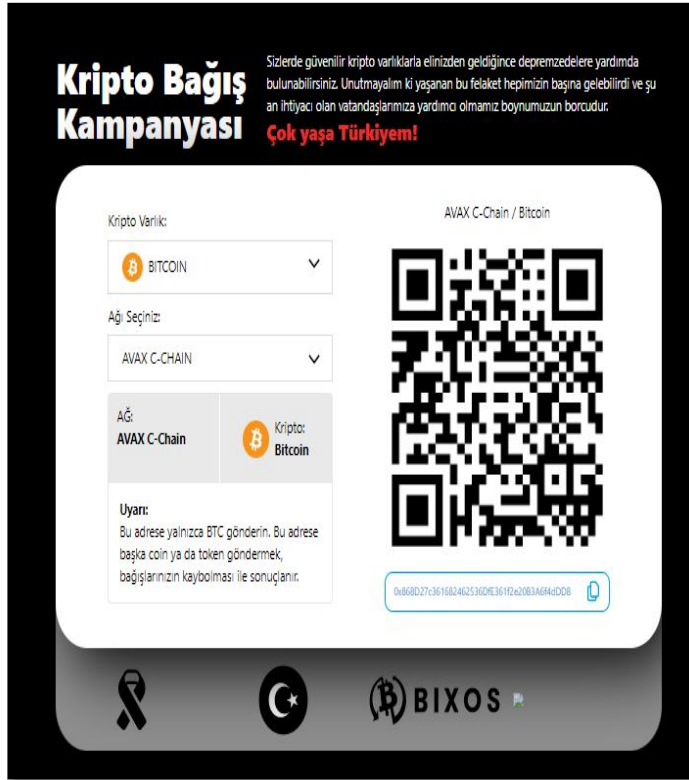 Kripto Bağış
Kampanyası
Sizlerde güvenilir kripto varlıklarla elinizden geldiğince depremzedelere yardımda
bulunabilirsiniz. Unutmayalım ki yaşanan bu felaket hepimizin başına gelebilirdi ve şu
an ihtiyacı olan vatandaşlarımıza yardımcı olmamız boynumuzun borcudur.
Çok yaşa Türkiyem!
Kripto Varlık:
BITCOIN
Ağı Seçiniz:
AVAX C-CHAIN
AĞ:
AVAX C-Chain
Kripto:
Bitcoin
Uyarı:
Bu adrese yalnızca BTC gönderin. Bu adrese
başka coin ya da token göndermek,
bağışlarınızın kaybolması ile sonuçlanır.
AVAX C-Chain / Bitcoin
0x868D27c361682462536DfE361f2e20B3A6f4dDD8
BIXOS